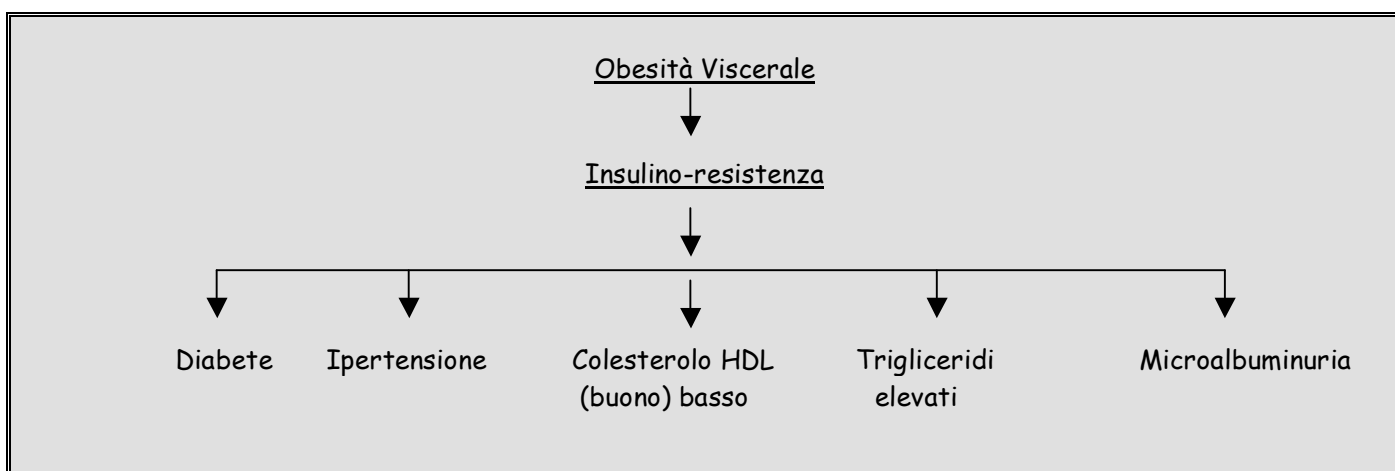 Obesità Viscerale
Insulino-resistenza
Diabete Ipertensione Colesterolo HDL Trigliceridi Microalbuminuria
(buono) basso elevati